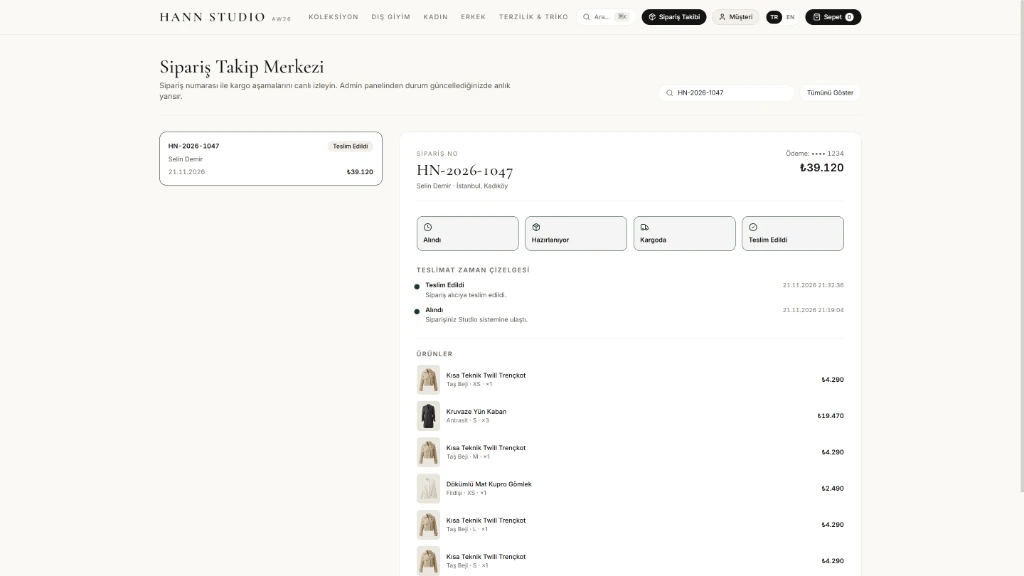 HANN STUDIO AW26
KOLEKSİYON DIŞ GİYİM KADIN ERKEK TERZİLİK & TRİKO
Ara... ⌘K
Sipariş Takibi
Müşteri
TR EN
Sepet 0
Sipariş Takip Merkezi
Sipariş numarası ile kargo aşamalarını canlı izleyin. Admin panelinden durum güncellediğinizde anlık
yansır.
HN-2026-1047
Tümünü Göster
HN-2026-1047 Teslim Edildi
Selin Demir
21.11.2026 ₺39.120
SİPARİŞ NO
HN-2026-1047
Selin Demir · İstanbul, Kadıköy
Ödeme: •••• 1234
₺39.120
Alındı
Hazırlanıyor
Kargoda
Teslim Edildi
TESLİMAT ZAMAN ÇİZELGESİ
Teslim Edildi 21.11.2026 21:32:36
Sipariş alıcıya teslim edildi.
Alındı 21.11.2026 21:19:04
Siparişiniz Studio sistemine ulaştı.
ÜRÜNLER
Kısa Teknik Twill Trençkot ₺4.290
Taş Beji · XS · ×1
Kruvaze Yün Kaban ₺19.470
Antrasit · S · ×3
Kısa Teknik Twill Trençkot ₺4.290
Taş Beji · M · ×1
Dökümlü Mat Kupro Gömlek ₺2.490
Fildişi · XS · ×1
Kısa Teknik Twill Trençkot ₺4.290
Taş Beji · L · ×1
Kısa Teknik Twill Trençkot ₺4.290
Taş Beji · S · ×1